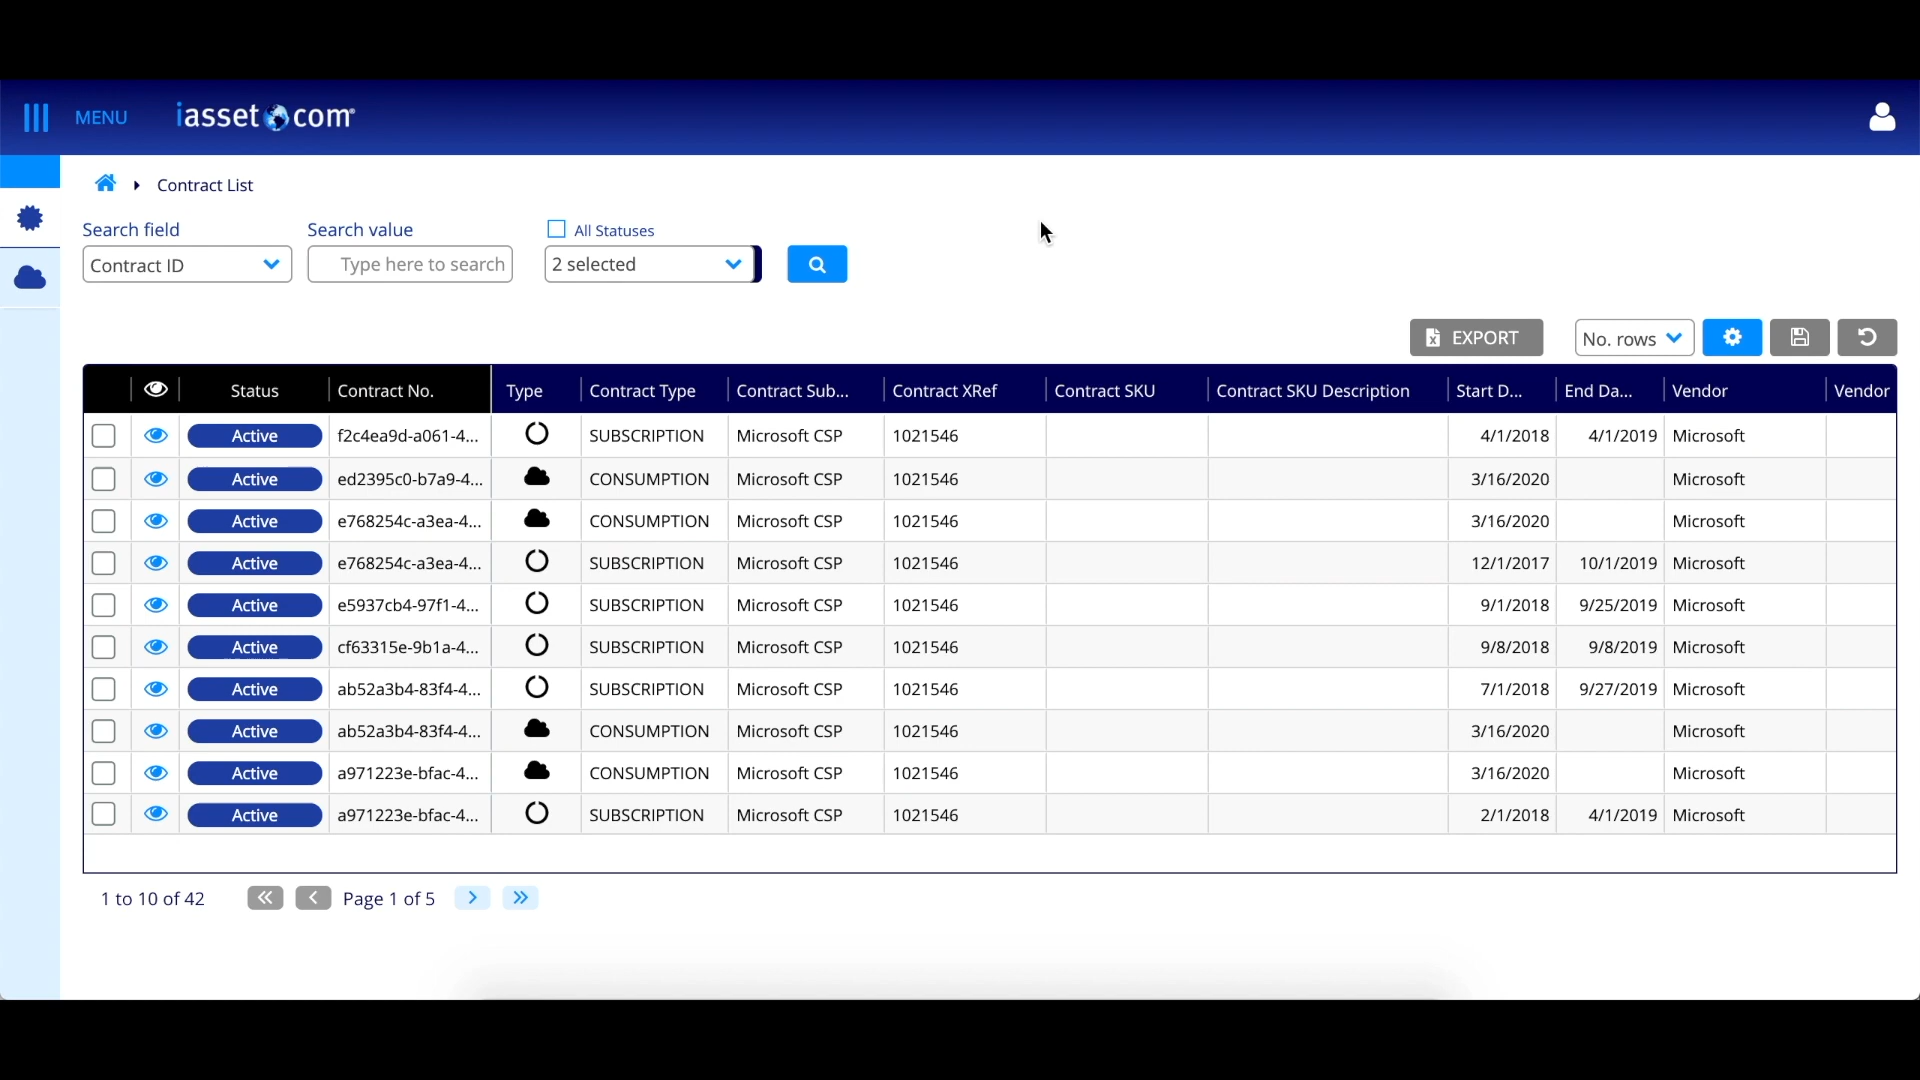 MENU iasset.com®
Contract List
Search field Search value All Statuses
Contract ID Type here to search 2 selected
EXPORT No. rows
Status Contract No. Type Contract Type Contract Sub... Contract XRef Contract SKU Contract SKU Description Start D... End Da... Vendor Vendor
Active f2c4ea9d-a061-4... SUBSCRIPTION Microsoft CSP 1021546 4/1/2018 4/1/2019 Microsoft
Active ed2395c0-b7a9-4... CONSUMPTION Microsoft CSP 1021546 3/16/2020 Microsoft
Active e768254c-a3ea-4... CONSUMPTION Microsoft CSP 1021546 3/16/2020 Microsoft
Active e768254c-a3ea-4... SUBSCRIPTION Microsoft CSP 1021546 12/1/2017 10/1/2019 Microsoft
Active e5937cb4-97f1-4... SUBSCRIPTION Microsoft CSP 1021546 9/1/2018 9/25/2019 Microsoft
Active cf63315e-9b1a-4... SUBSCRIPTION Microsoft CSP 1021546 9/8/2018 9/8/2019 Microsoft
Active ab52a3b4-83f4-4... SUBSCRIPTION Microsoft CSP 1021546 7/1/2018 9/27/2019 Microsoft
Active ab52a3b4-83f4-4... CONSUMPTION Microsoft CSP 1021546 3/16/2020 Microsoft
Active a971223e-bfac-4... CONSUMPTION Microsoft CSP 1021546 3/16/2020 Microsoft
Active a971223e-bfac-4... SUBSCRIPTION Microsoft CSP 1021546 2/1/2018 4/1/2019 Microsoft
1 to 10 of 42 Page 1 of 5